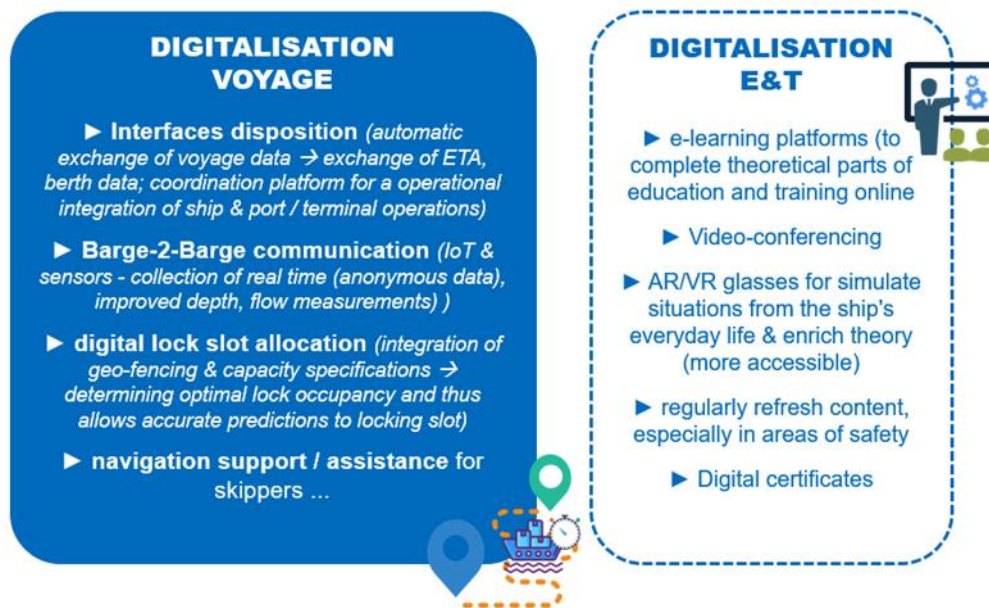 DIGITALISATION
VOYAGE
► Interfaces disposition (automatic
exchange of voyage data → exchange of ETA,
berth data; coordination platform for a operational
integration of ship & port / terminal operations)
► Barge-2-Barge communication (IoT &
sensors - collection of real time (anonymous data),
improved depth, flow measurements) )
► digital lock slot allocation (integration of
geo-fencing & capacity specifications →
determining optimal lock occupancy and thus
allows accurate predictions to locking slot)
► navigation support / assistance for
skippers ...
DIGITALISATION
E&T
► e-learning platforms (to
complete theoretical parts of
education and training online
► Video-conferencing
► AR/VR glasses for simulate
situations from the ship's
everyday life & enrich theory
(more accessible)
► regularly refresh content,
especially in areas of safety
► Digital certificates